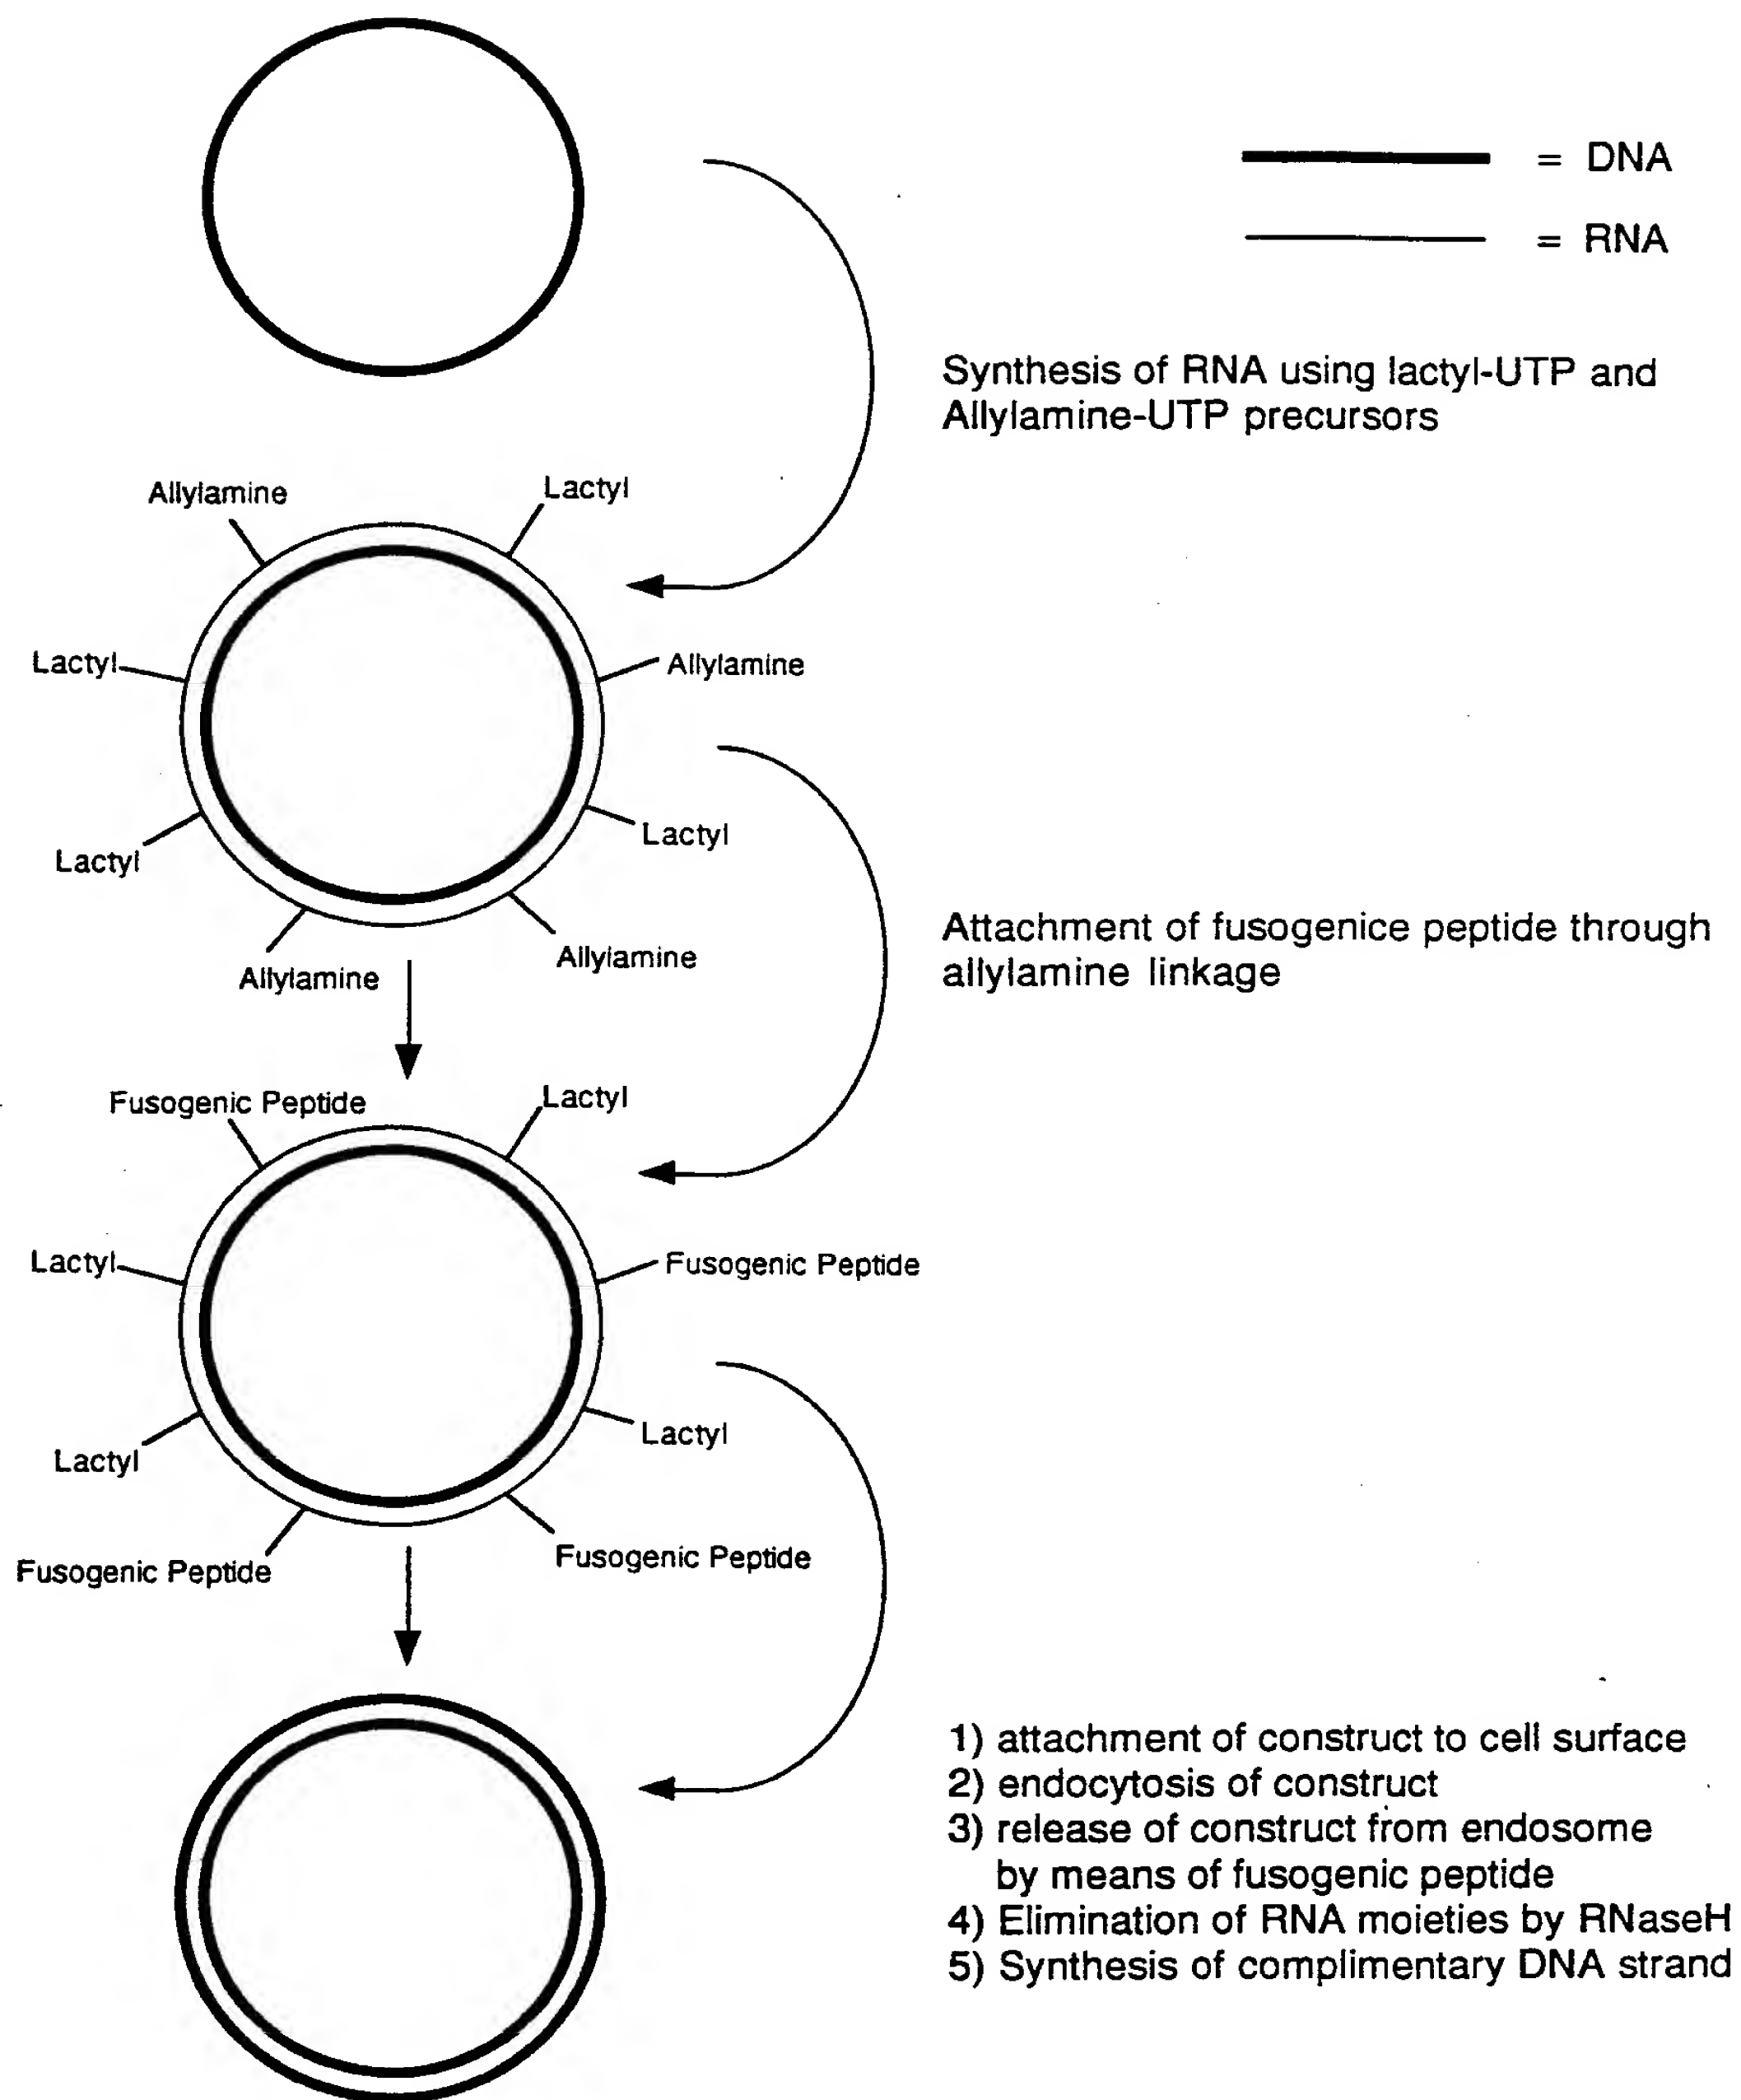 = DNA
= RNA
Synthesis of RNA using lactyl-UTP and
Allylamine-UTP precursors
Allylamine
Lactyl
Lactyl
Allylamine
Lactyl
Lactyl
Allylamine
Allylamine
Attachment of fusogenice peptide through
allylamine linkage
Fusogenic Peptide
Lactyl
Lactyl
Fusogenic Peptide
Lactyl
Lactyl
Fusogenic Peptide
Fusogenic Peptide
1) attachment of construct to cell surface
2) endocytosis of construct
3) release of construct from endosome
by means of fusogenic peptide
4) Elimination of RNA moieties by RNaseH
5) Synthesis of complimentary DNA strand